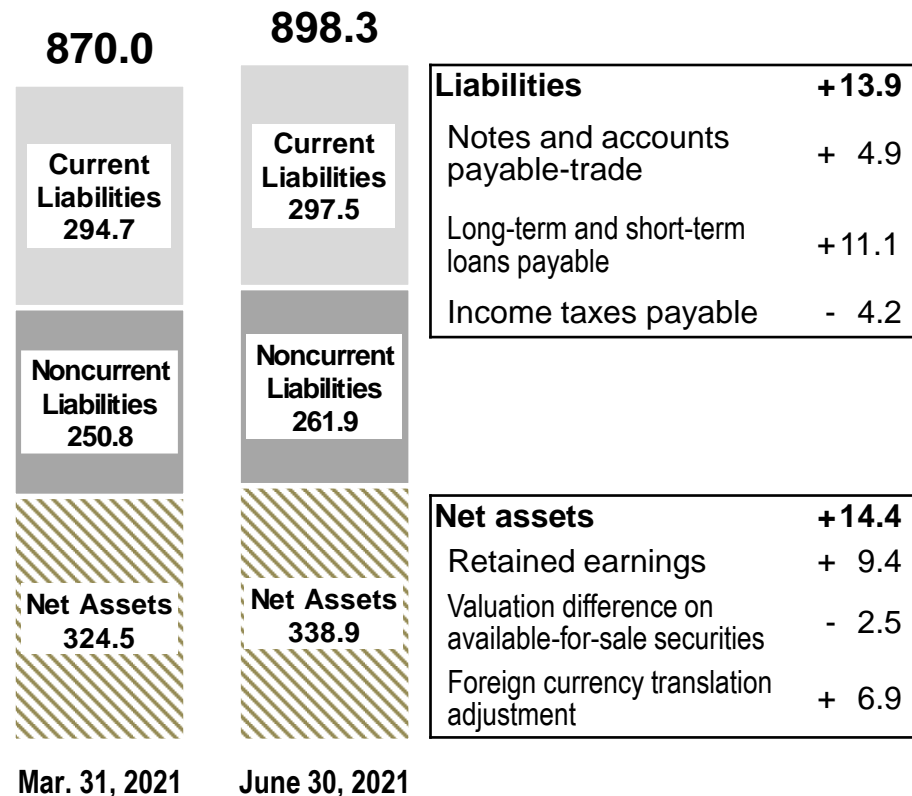 870.0
898.3
Current
Liabilities
294.7
Current
Liabilities
297.5
Noncurrent
Liabilities
250.8
Noncurrent
Liabilities
261.9
Net Assets
324.5
Net Assets
338.9
Mar. 31, 2021
June 30, 2021
Liabilities +13.9
Notes and accounts
payable-trade + 4.9
Long-term and short-term
loans payable +11.1
Income taxes payable - 4.2
Net assets +14.4
Retained earnings + 9.4
Valuation difference on
available-for-sale securities - 2.5
Foreign currency translation
adjustment + 6.9